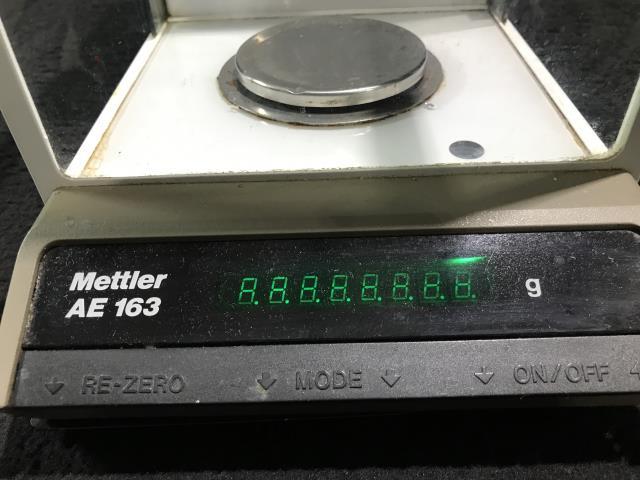 Mettler
AE 163
8.8.8.8.8.8.8.8. g
↓ RE-ZERO ↓ MODE ↓ ↓ ON/OFF